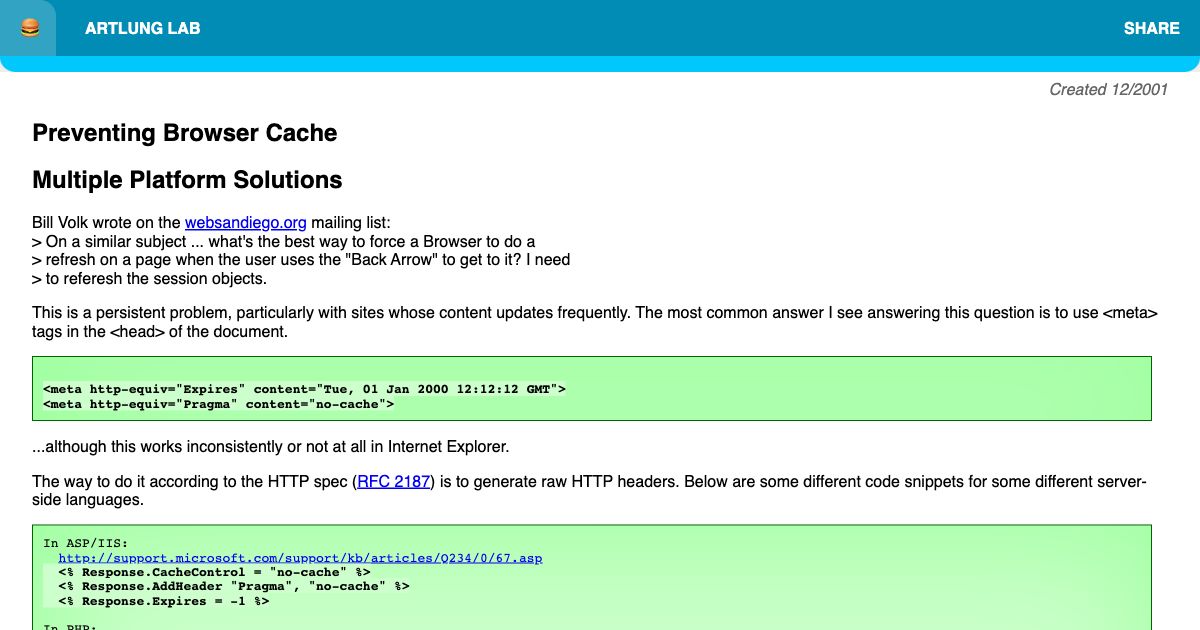 ARTLUNG LAB
SHARE
Created 12/2001
Preventing Browser Cache
Multiple Platform Solutions
Bill Volk wrote on the websandiego.org mailing list:
> On a similar subject ... what's the best way to force a Browser to do a
> refresh on a page when the user uses the "Back Arrow" to get to it? I need
> to referesh the session objects.
This is a persistent problem, particularly with sites whose content updates frequently. The most common answer I see answering this question is to use <meta>
tags in the <head> of the document.
<meta http-equiv="Expires" content="Tue, 01 Jan 2000 12:12:12 GMT">
<meta http-equiv="Pragma" content="no-cache">
...although this works inconsistently or not at all in Internet Explorer.
The way to do it according to the HTTP spec (RFC 2187) is to generate raw HTTP headers. Below are some different code snippets for some different server-
side languages.
In ASP/IIS:
http://support.microsoft.com/support/kb/articles/Q234/0/67.asp
<% Response.CacheControl = "no-cache" %>
<% Response.AddHeader "Pragma", "no-cache" %>
<% Response.Expires = -1 %>
In PHP: